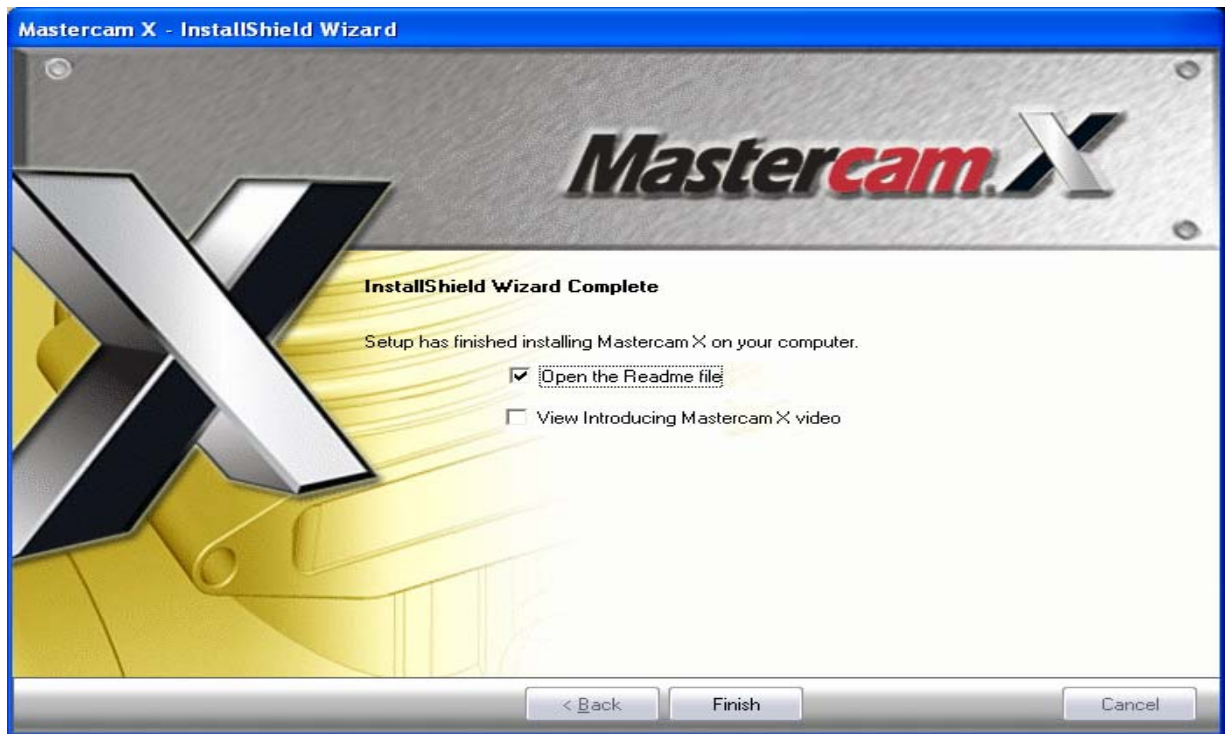 Mastercam X - InstallShield Wizard
Mastercam.X
InstallShield Wizard Complete
Setup has finished installing Mastercam X on your computer.
Open the Readme file
View Introducing Mastercam X video
< Back Finish Cancel